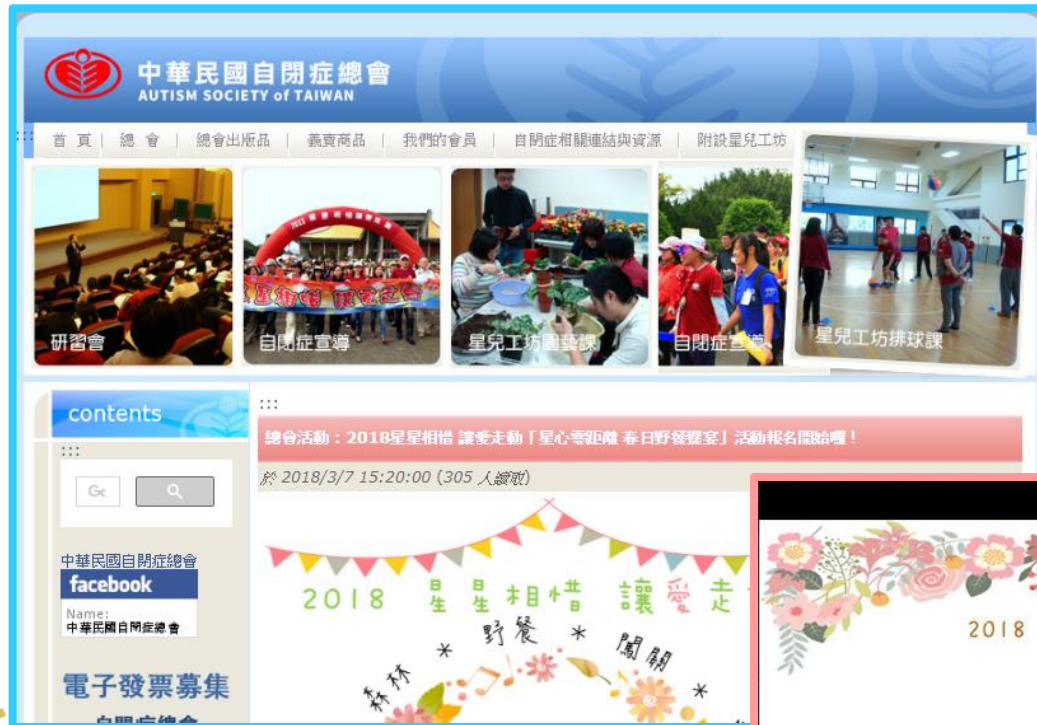 中華民國自閉症總會
AUTISM SOCIETY of TAIWAN
首 頁 | 總 會 | 總會出版品 | 義賣商品 | 我們的會員 | 自閉症相關連結與資源 | 附設星兒工坊
研習會
自閉症宣導
星兒工坊園藝課
自閉症宣導
星兒工坊排球課
contents
總會活動：2018星星相惜 讓愛走動「星心零距離 春日野餐饗宴」活動報名開始囉！
於 2018/3/7 15:20:00 (305 人讀取)
中華民國自閉症總會
facebook
Name:
中華民國自閉症總會
電子發票募集
自閉症總會
2018 星星相惜 讓愛走
森林 * 野餐 * 闖關 *
2018